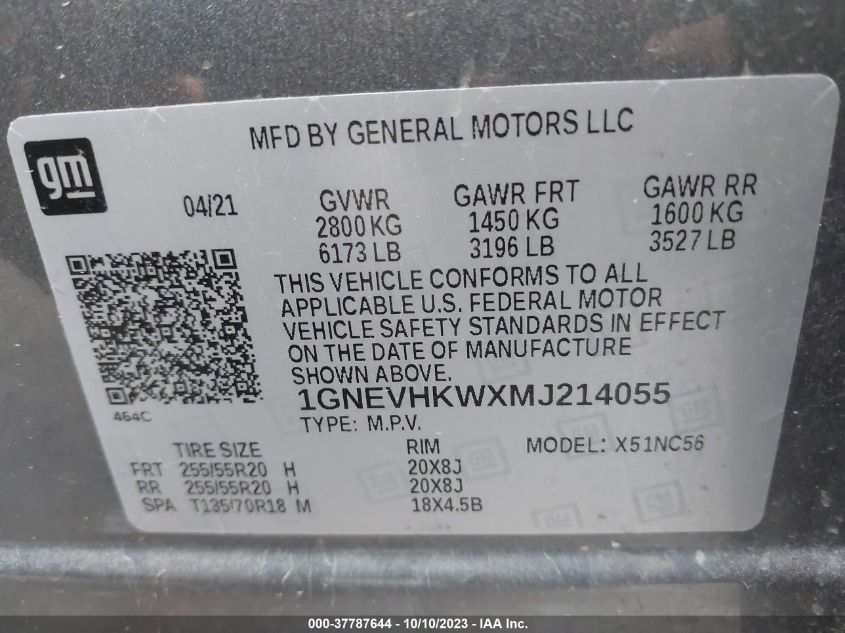 MFD BY GENERAL MOTORS LLC
gm
04/21
GVWR GAWR FRT GAWR RR
2800 KG 1450 KG 1600 KG
6173 LB 3196 LB 3527 LB
THIS VEHICLE CONFORMS TO ALL
APPLICABLE U.S. FEDERAL MOTOR
VEHICLE SAFETY STANDARDS IN EFFECT
ON THE DATE OF MANUFACTURE
SHOWN ABOVE.
464C
1GNEVHKWXMJ214055
TYPE: M.P.V.
TIRE SIZE RIM MODEL: X51NC56
FRT 255/55R20 H 20X8J
RR 255/55R20 H 20X8J
SPA T135/70R18 M 18X4.5B
000-37787644 - 10/10/2023 - IAA Inc.